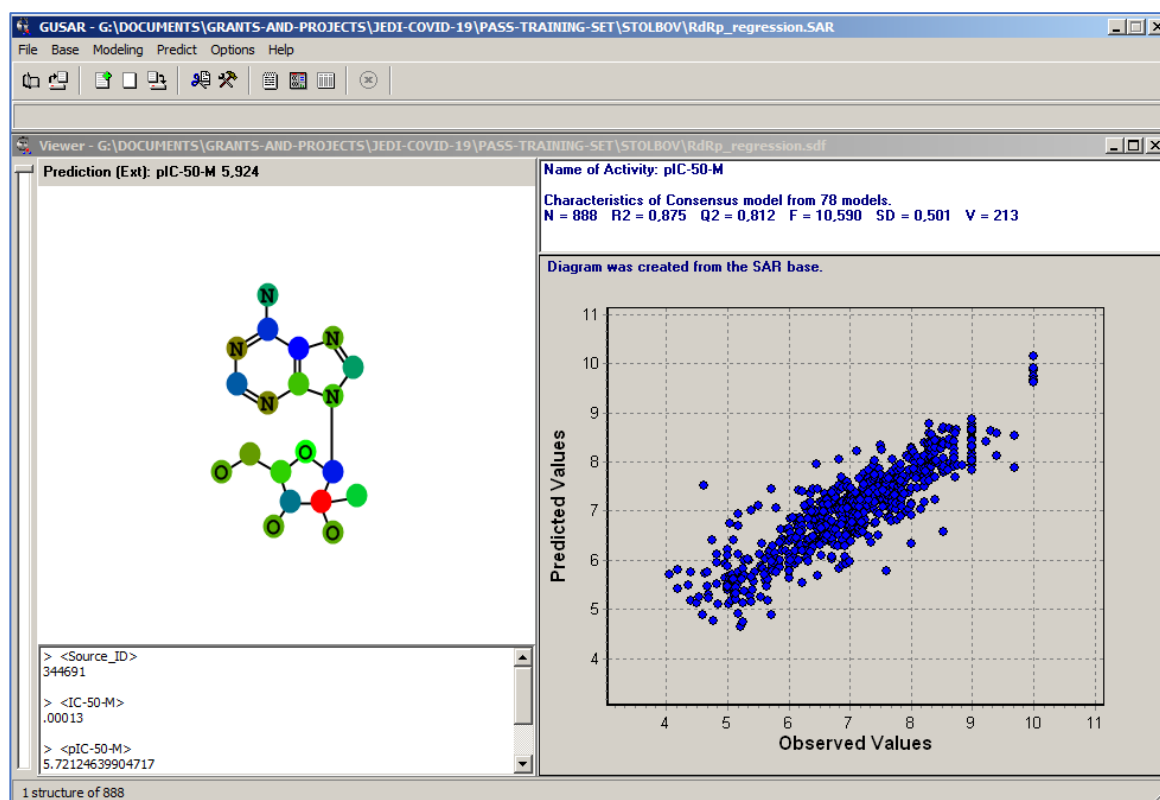 GUSAR - G:\DOCUMENTS\GRANTS-AND-PROJECTS\JEDI-COVID-19\PASS-TRAINING-SET\STOLBOV\RdRp_regression.SAR
File Base Modeling Predict Options Help
Viewer - G:\DOCUMENTS\GRANTS-AND-PROJECTS\JEDI-COVID-19\PASS-TRAINING-SET\STOLBOV\RdRp_regression.sdf
Prediction (Ext): pIC-50-M 5,924
N
N
N
N
N
O
O
O
O
> <Source_ID>
344691
> <IC-50-M>
.00013
> <pIC-50-M>
5.72124639904717
Name of Activity: pIC-50-M
Characteristics of Consensus model from 78 models.
N = 888 R2 = 0,875 Q2 = 0,812 F = 10,590 SD = 0,501 V = 213
Diagram was created from the SAR base.
11
10
9
8
7
6
5
4
Predicted Values
4 5 6 7 8 9 10 11
Observed Values
1 structure of 888